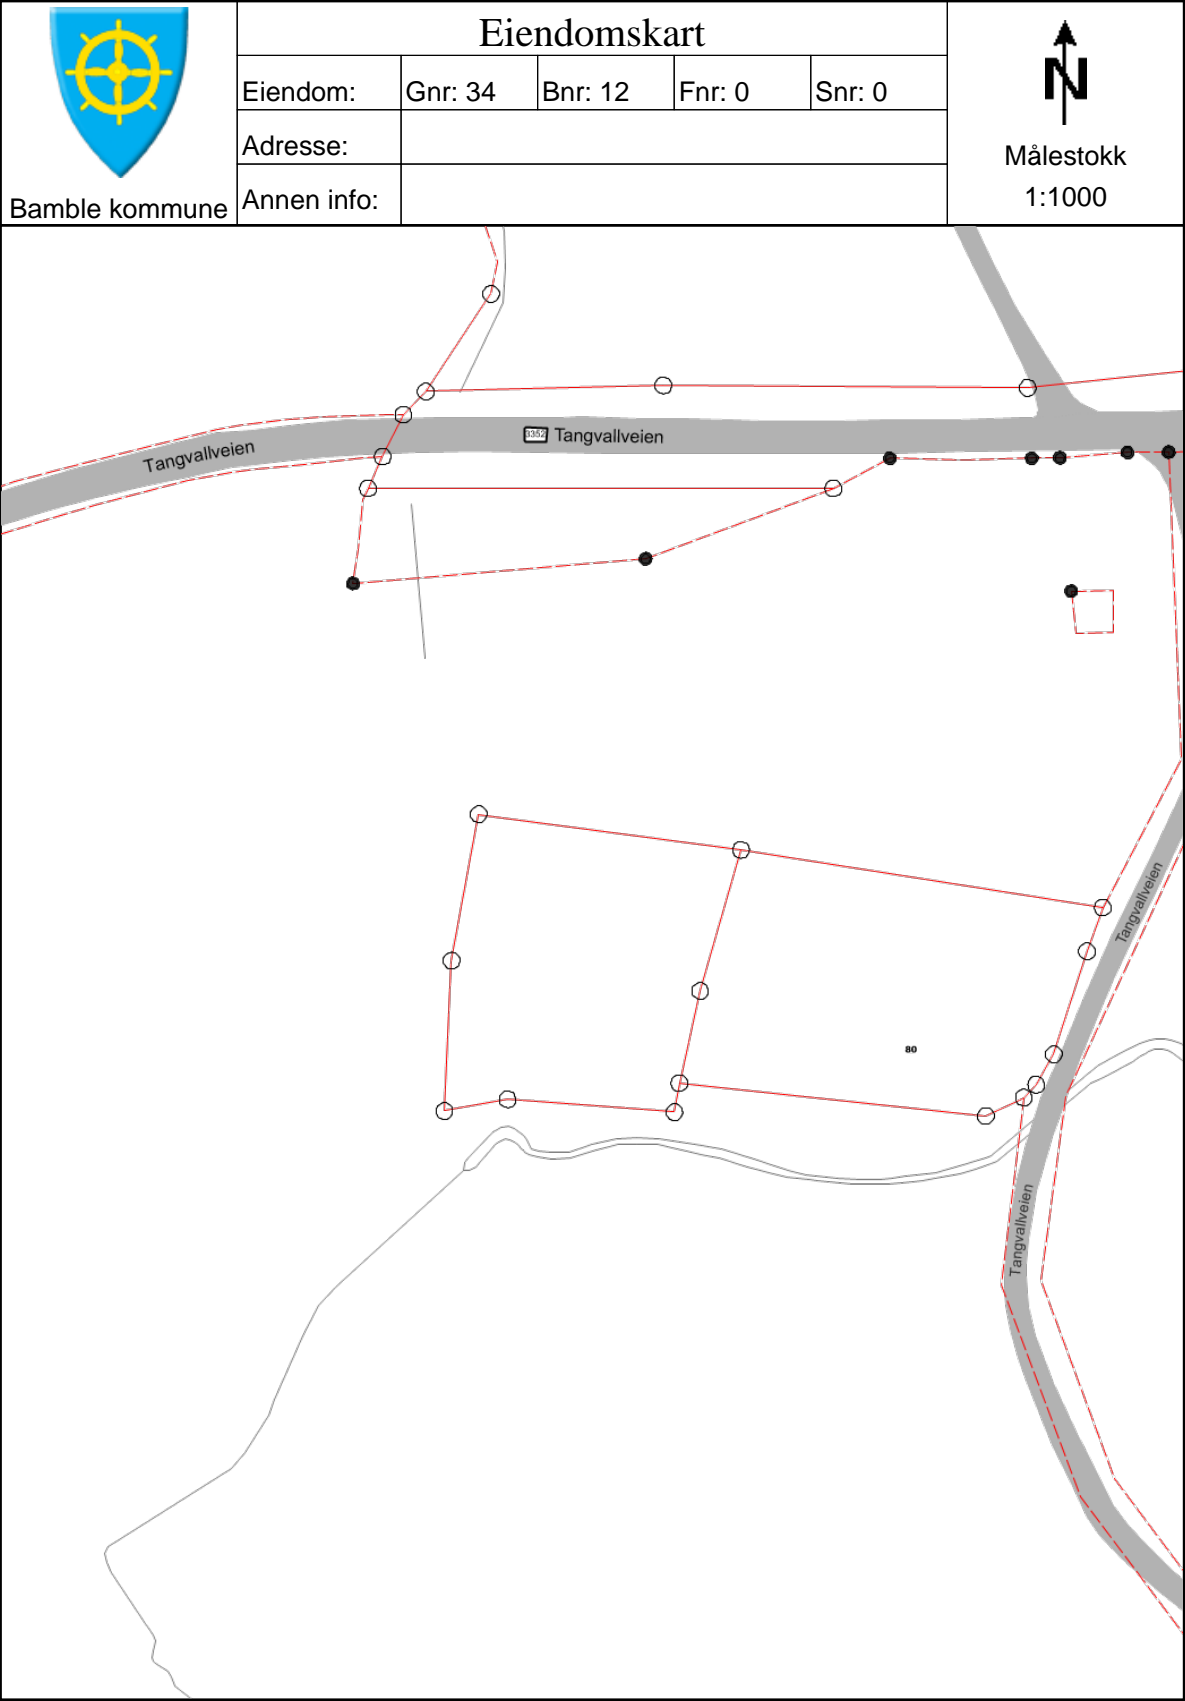 Eiendomskart
Eiendom: Gnr: 34 Bnr: 12 Fnr: 0 Snr: 0
Adresse:
Annen info:
Bamble kommune
N
Målestokk
1:1000
3352 Tangvallveien
Tangvallveien
Tangvallveien
80
Tangvallveien